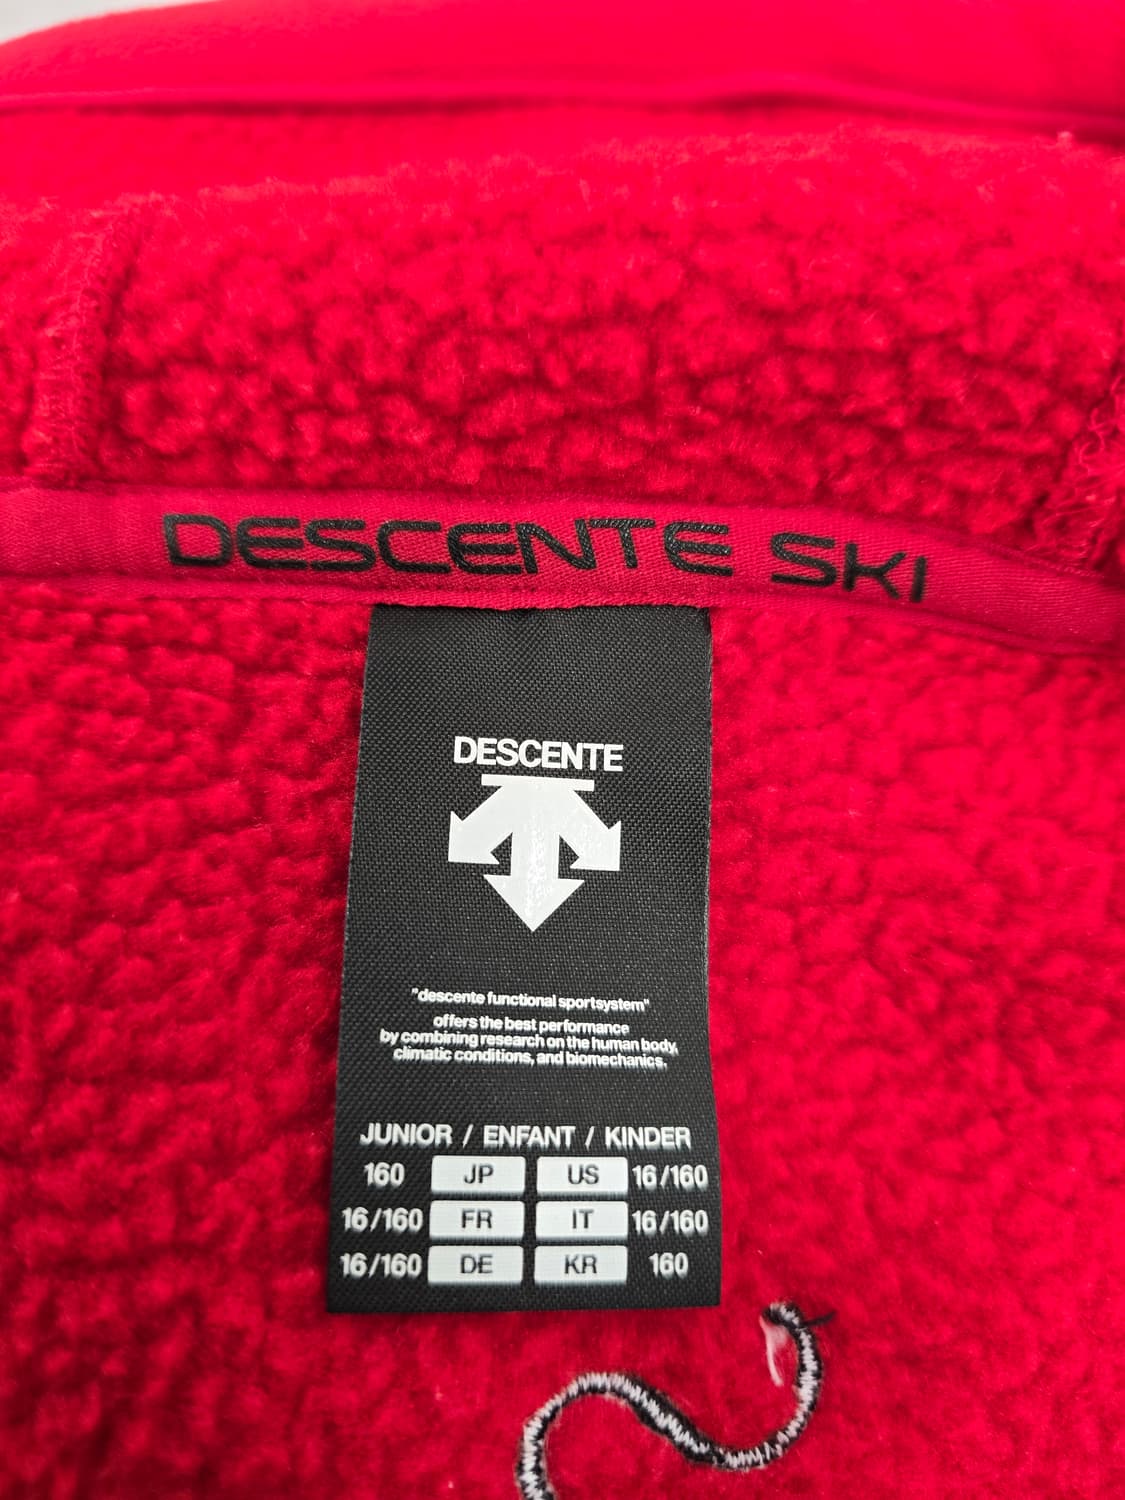 DESCENTE SKI
DESCENTE
"descente functional sportsystem"
offers the best performance
by combining research on the human body,
climatic conditions, and biomechanics.
JUNIOR / ENFANT / KINDER
160 JP US 16/160
16/160 FR IT 16/160
16/160 DE KR 160